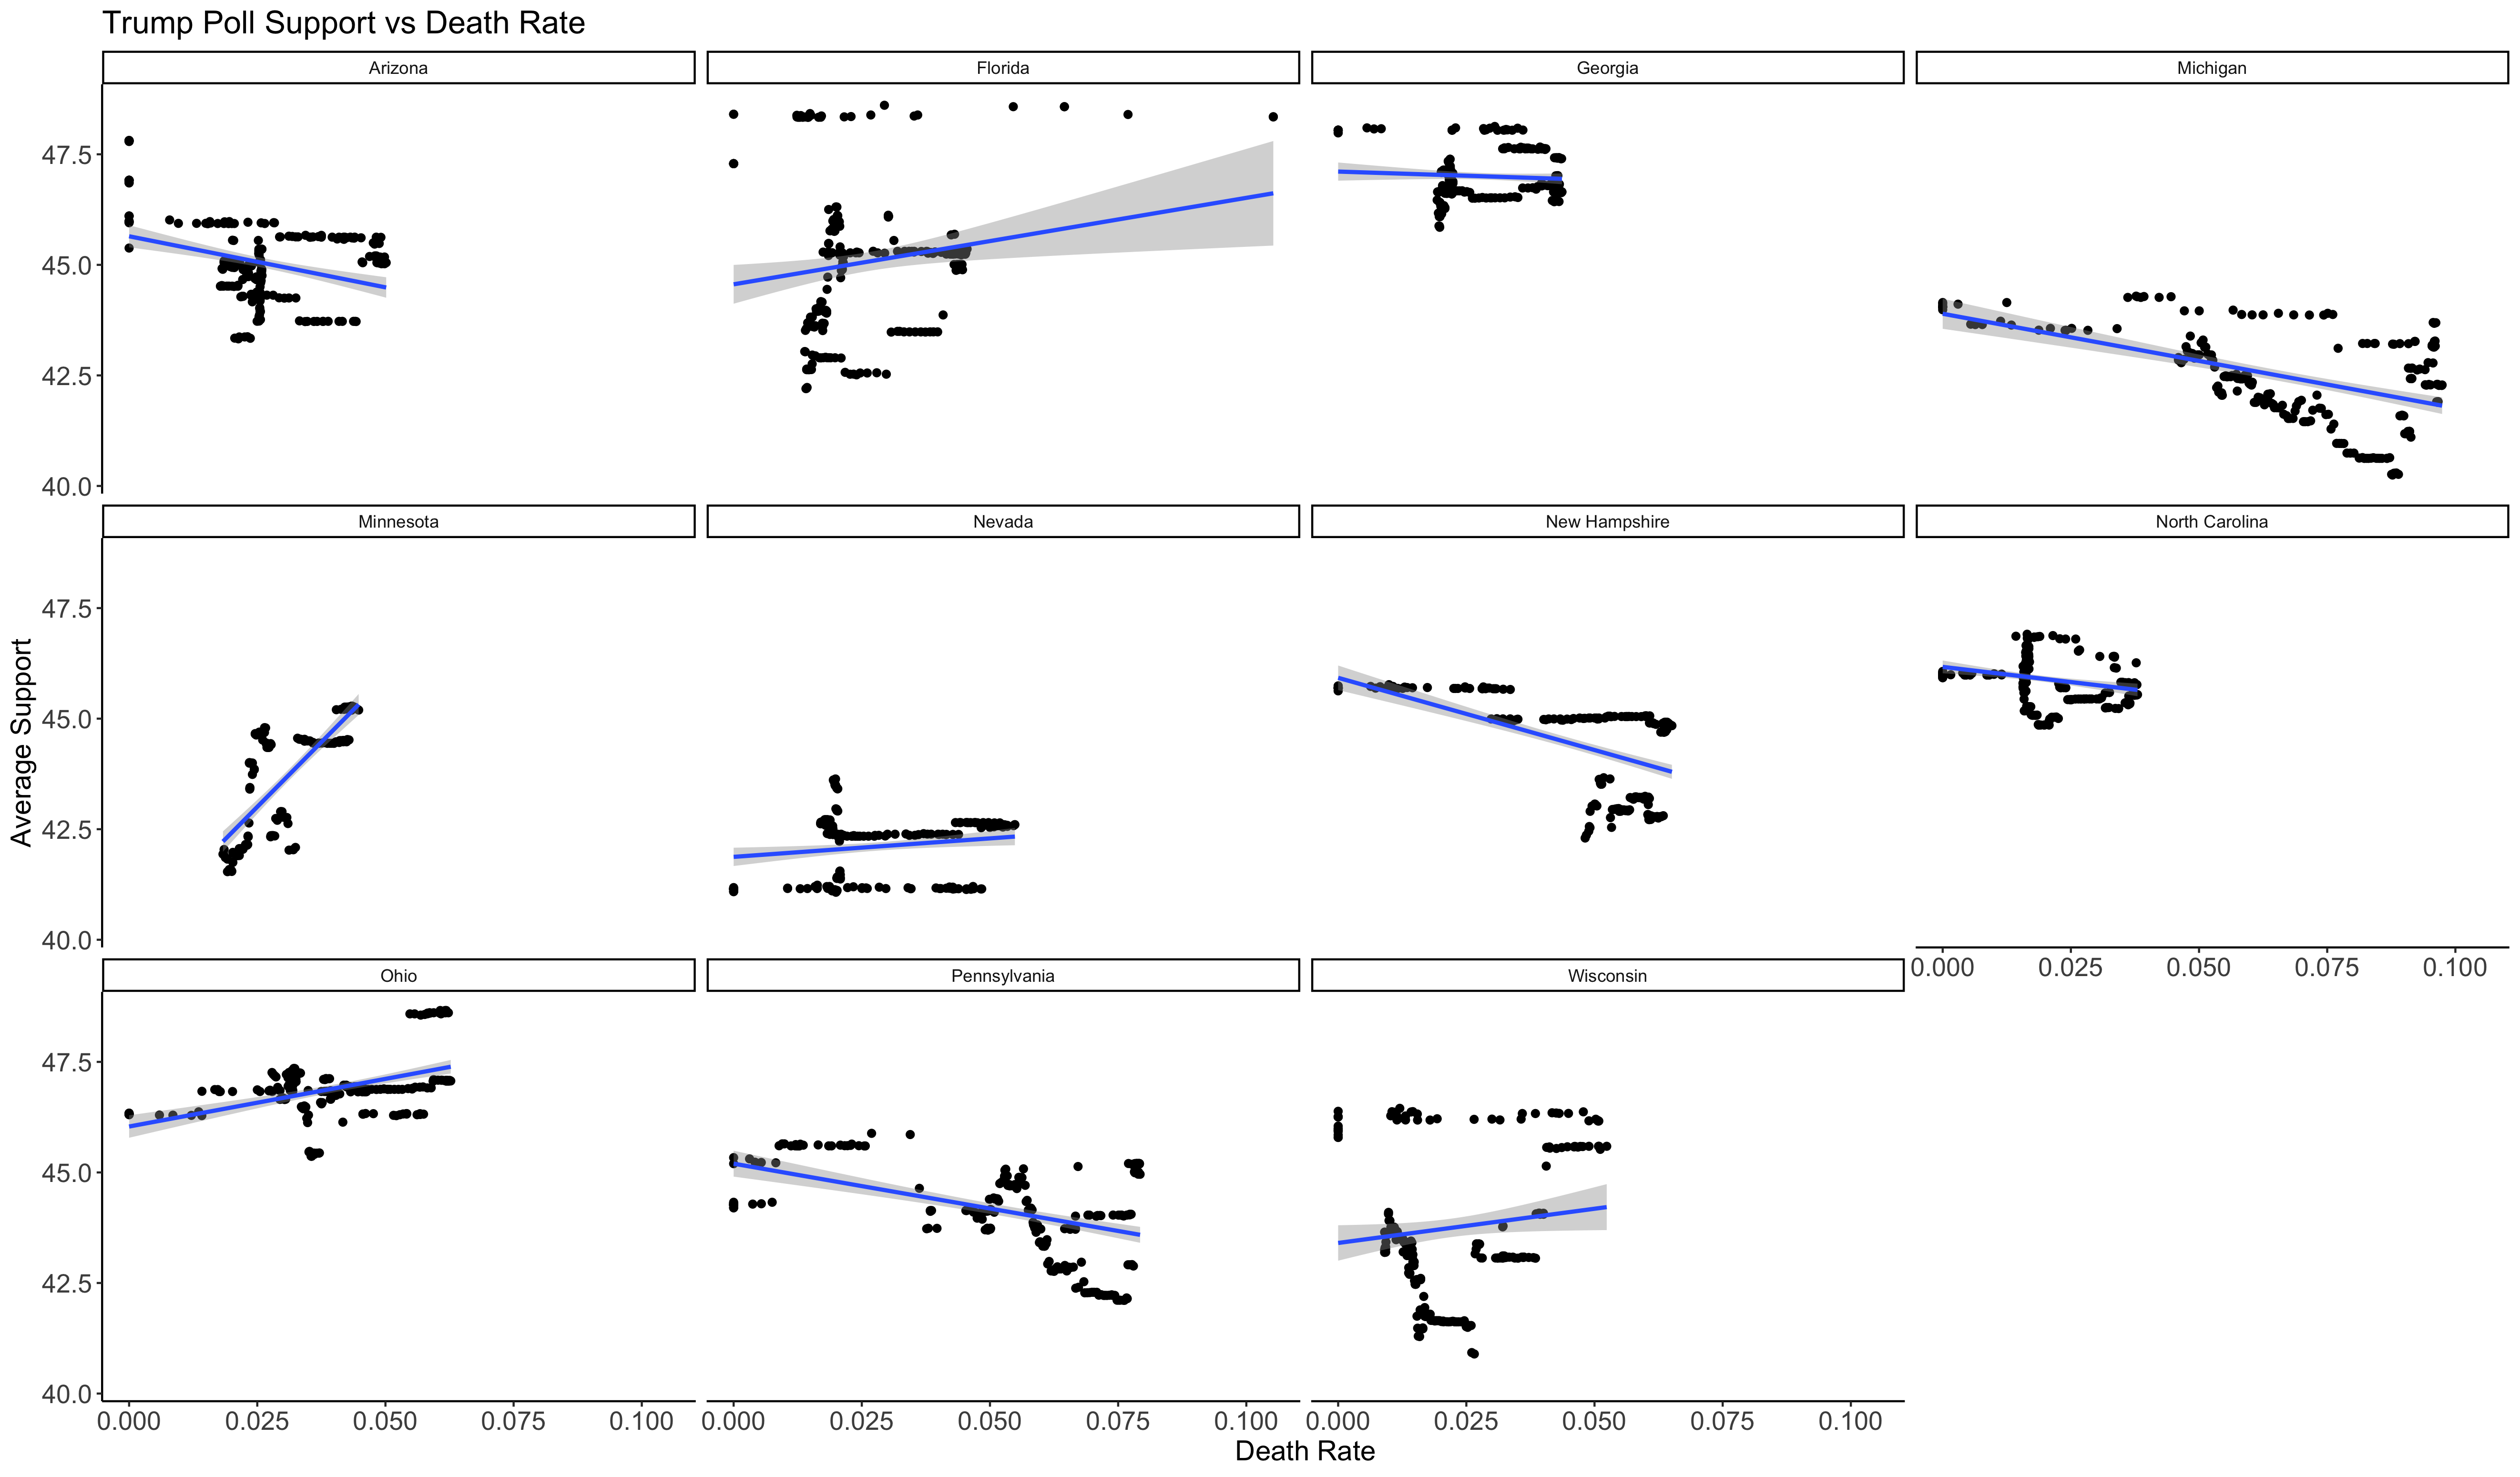 Trump Poll Support vs Death Rate
Arizona
Florida
Georgia
Michigan
47.5
45.0
42.5
40.0
Minnesota
Nevada
New Hampshire
North Carolina
47.5
45.0
42.5
40.0
Average Support
0.000 0.025 0.050 0.075 0.100
Ohio
Pennsylvania
Wisconsin
47.5
45.0
42.5
40.0
0.000 0.025 0.050 0.075 0.100
0.000 0.025 0.050 0.075 0.100
0.000 0.025 0.050 0.075 0.100
Death Rate